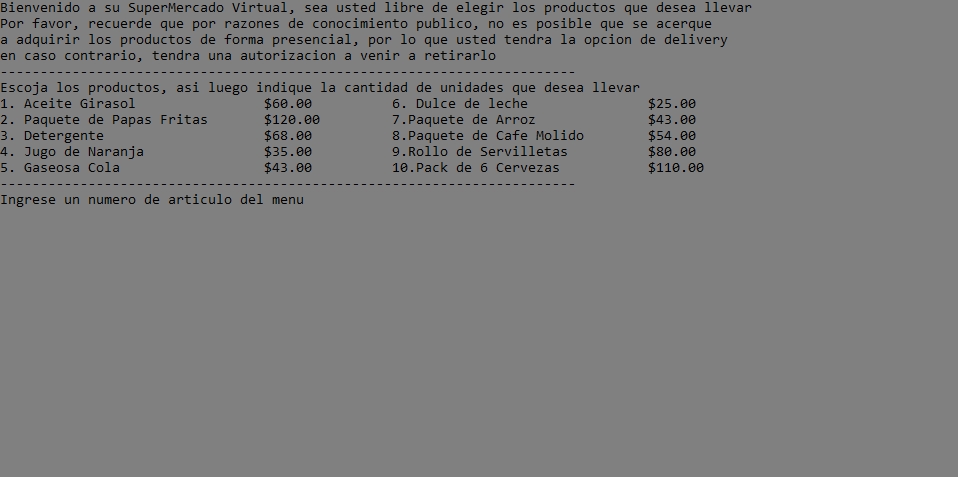 Bienvenido a su SuperMercado Virtual, sea usted libre de elegir los productos que desea llevar
Por favor, recuerde que por razones de conocimiento publico, no es posible que se acerque
a adquirir los productos de forma presencial, por lo que usted tendra la opcion de delivery
en caso contrario, tendra una autorizacion a venir a retirarlo
------------------------------------------------------------------------
Escoja los productos, asi luego indique la cantidad de unidades que desea llevar
1. Aceite Girasol                $60.00          6. Dulce de leche               $25.00
2. Paquete de Papas Fritas       $120.00         7.Paquete de Arroz              $43.00
3. Detergente                    $68.00          8.Paquete de Cafe Molido        $54.00
4. Jugo de Naranja               $35.00          9.Rollo de Servilletas          $80.00
5. Gaseosa Cola                  $43.00          10.Pack de 6 Cervezas           $110.00
------------------------------------------------------------------------
Ingrese un numero de articulo del menu